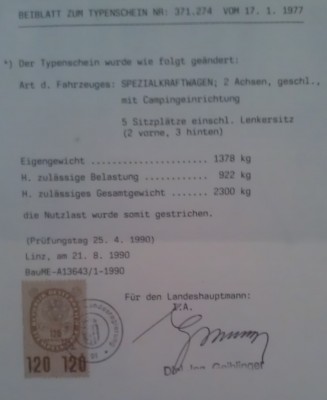 BEIBLATT ZUM TYPENSCHEIN NR: 371.274 VOM 17. 1. 1977
*) Der Typenschein wurde wie folgt geändert:
Art d. Fahrzeuges: SPEZIALKRAFTWAGEN; 2 Achsen, geschl.,
mit Campingeinrichtung
5 Sitzplätze einschl. Lenkersitz
(2 vorne, 3 hinten)
Eigengewicht .................... 1378 kg
H. zulässige Belastung ........... 922 kg
H. zulässiges Gesamtgewicht ....... 2300 kg
die Nutzlast wurde somit gestrichen.
(Prüfungstag 25. 4. 1990)
Linz, am 21. 8. 1990
BauME-A13643/1-1990
Für den Landeshauptmann:
I.A.
120 120
Dipl. Ing.